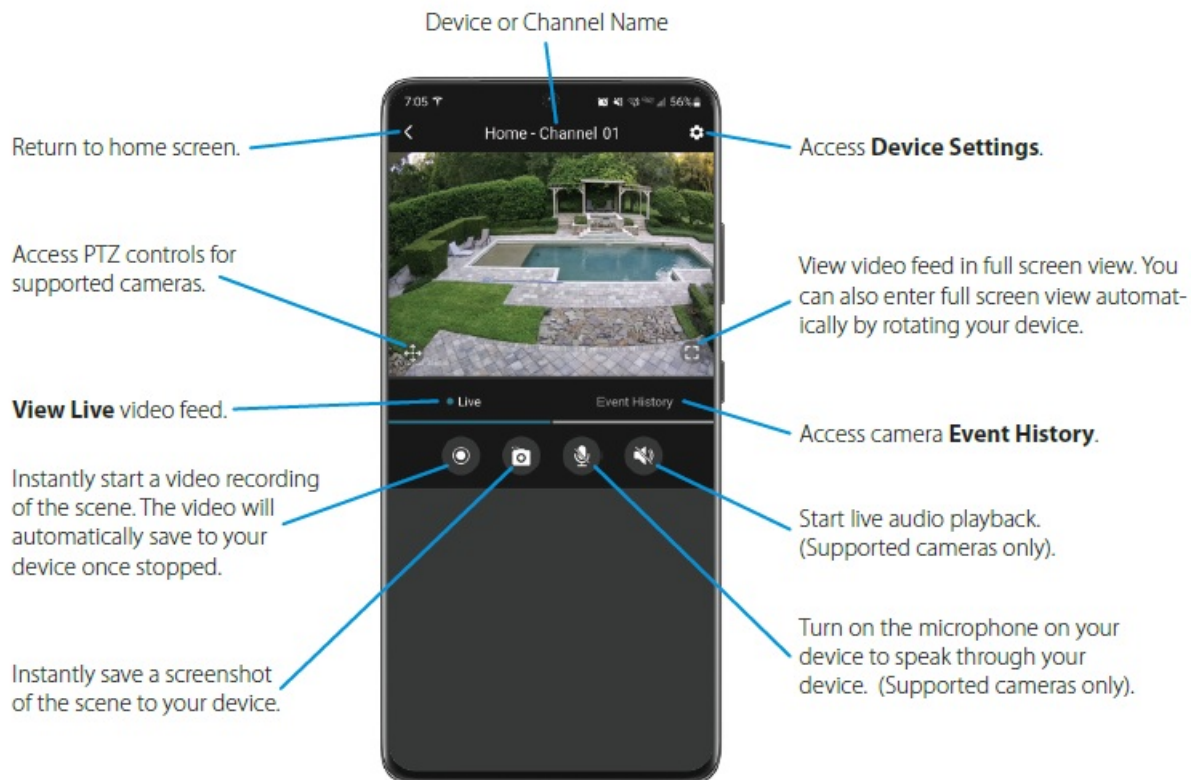 Device or Channel Name
7:05
56%
Home - Channel 01
Return to home screen.
Access Device Settings.
Access PTZ controls for
supported cameras.
View video feed in full screen view. You
can also enter full screen view automat-
ically by rotating your device.
View Live video feed.
Live
Event History
Access camera Event History.
Instantly start a video recording
of the scene. The video will
automatically save to your
device once stopped.
Start live audio playback.
(Supported cameras only).
Turn on the microphone on your
device to speak through your
device. (Supported cameras only).
Instantly save a screenshot
of the scene to your device.